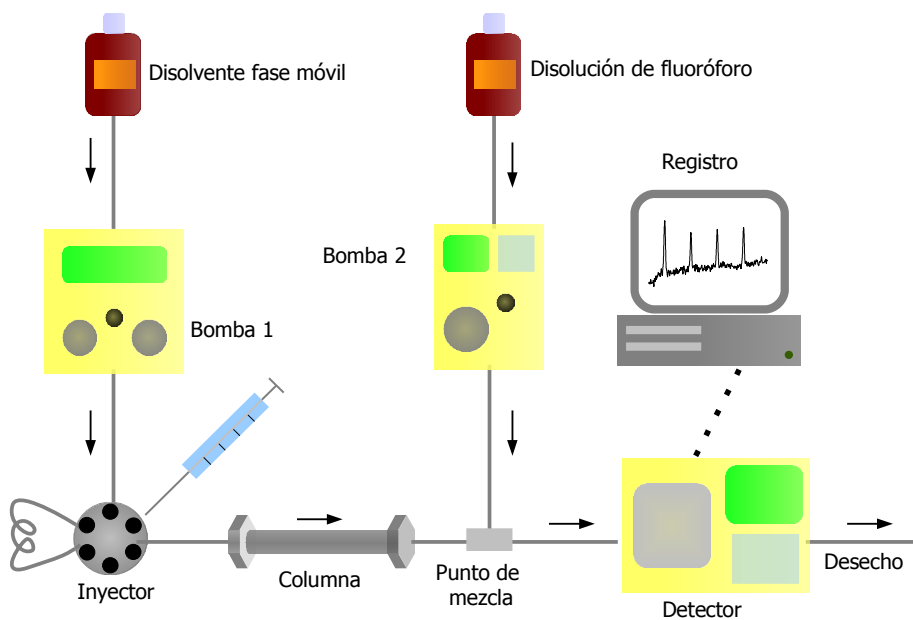 Disolvente fase móvil
Disolución de fluoróforo
Registro
Bomba 2
Bomba 1
Inyector
Columna
Punto de
mezcla
Detector
Desecho